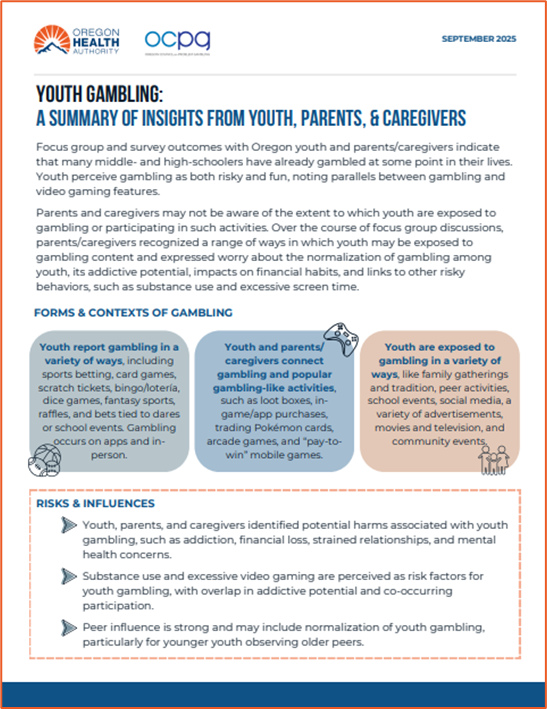 OREGON
HEALTH
AUTHORITY
ocpg
SEPTEMBER 2025
YOUTH GAMBLING:
A SUMMARY OF INSIGHTS FROM YOUTH, PARENTS, & CAREGIVERS
Focus group and survey outcomes with Oregon youth and parents/caregivers indicate
that many middle- and high-schoolers have already gambled at some point in their lives.
Youth perceive gambling as both risky and fun, noting parallels between gambling and
video gaming features.
Parents and caregivers may not be aware of the extent to which youth are exposed to
gambling or participating in such activities. Over the course of focus group discussions,
parents/caregivers recognized a range of ways in which youth may be exposed to
gambling content and expressed worry about the normalization of gambling among
youth, its addictive potential, impacts on financial habits, and links to other risky
behaviors, such as substance use and excessive screen time.
FORMS & CONTEXTS OF GAMBLING
Youth report gambling in a
variety of ways, including
sports betting, card games,
scratch tickets, bingo/lotería,
dice games, fantasy sports,
raffles, and bets tied to dares
or school events. Gambling
occurs on apps and in-
person.
Youth and parents/
caregivers connect
gambling and popular
gambling-like activities,
such as loot boxes, in-
game/app purchases,
trading Pokémon cards,
arcade games, and "pay-to-
win" mobile games.
Youth are exposed to
gambling in a variety of
ways, like family gatherings
and tradition, peer activities,
school events, social media, a
variety of advertisements,
movies and television, and
community events.
RISKS & INFLUENCES
Youth, parents, and caregivers identified potential harms associated with youth
gambling, such as addiction, financial loss, strained relationships, and mental
health concerns.
Substance use and excessive video gaming are perceived as risk factors for
youth gambling, with overlap in addictive potential and co-occurring
participation.
Peer influence is strong and may include normalization of youth gambling,
particularly for younger youth observing older peers.